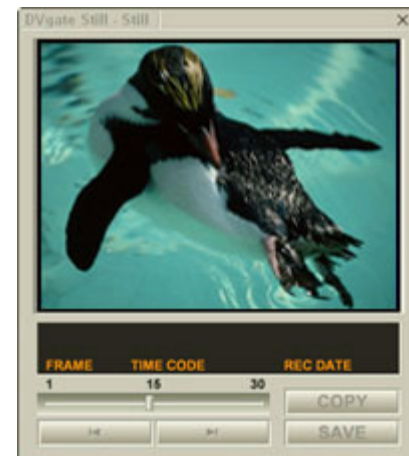 DVgate Still - Still
FRAME TIME CODE REC DATE
1 15 30
COPY
SAVE